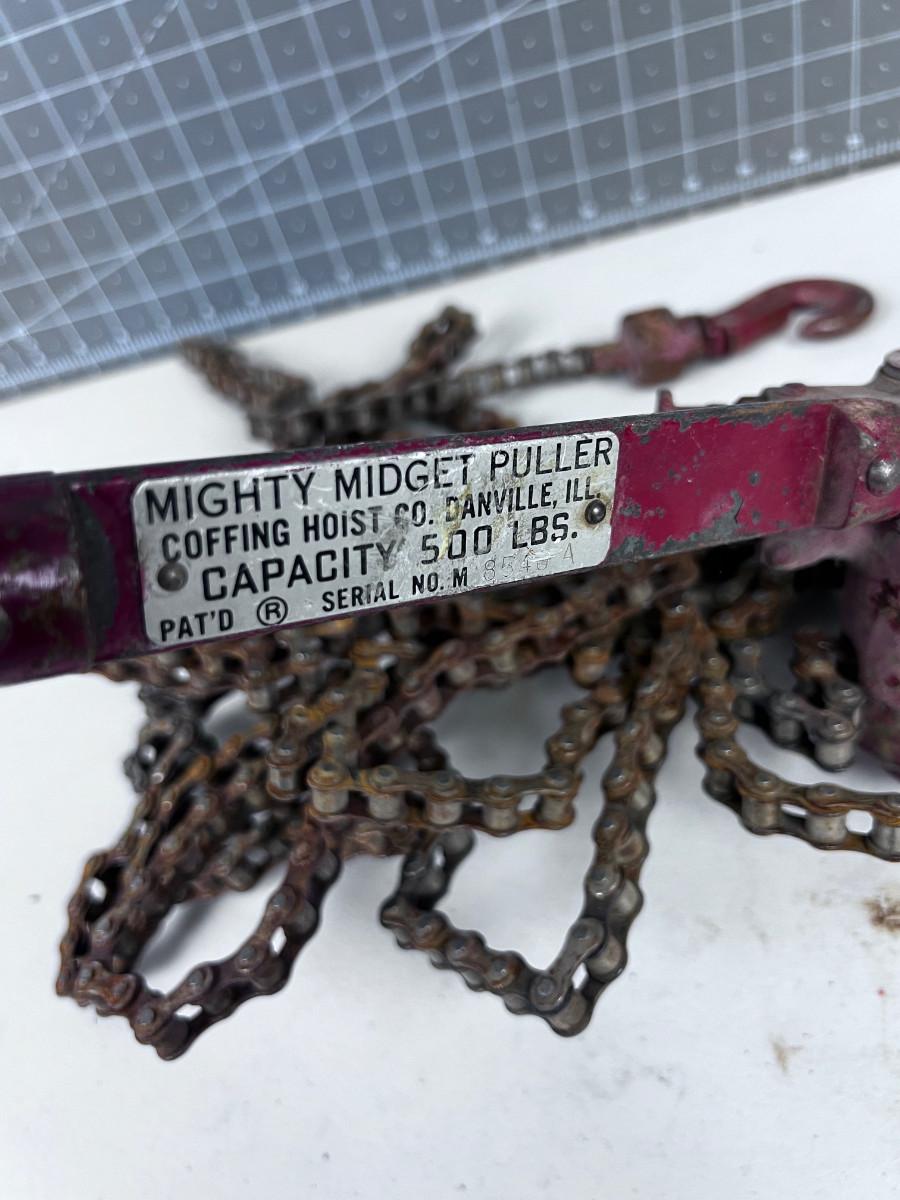 MIGHTY MIDGET PULLER
COFFING HOIST CO. DANVILLE, ILL.
CAPACITY 500 LBS.
PAT'D ® SERIAL NO. M